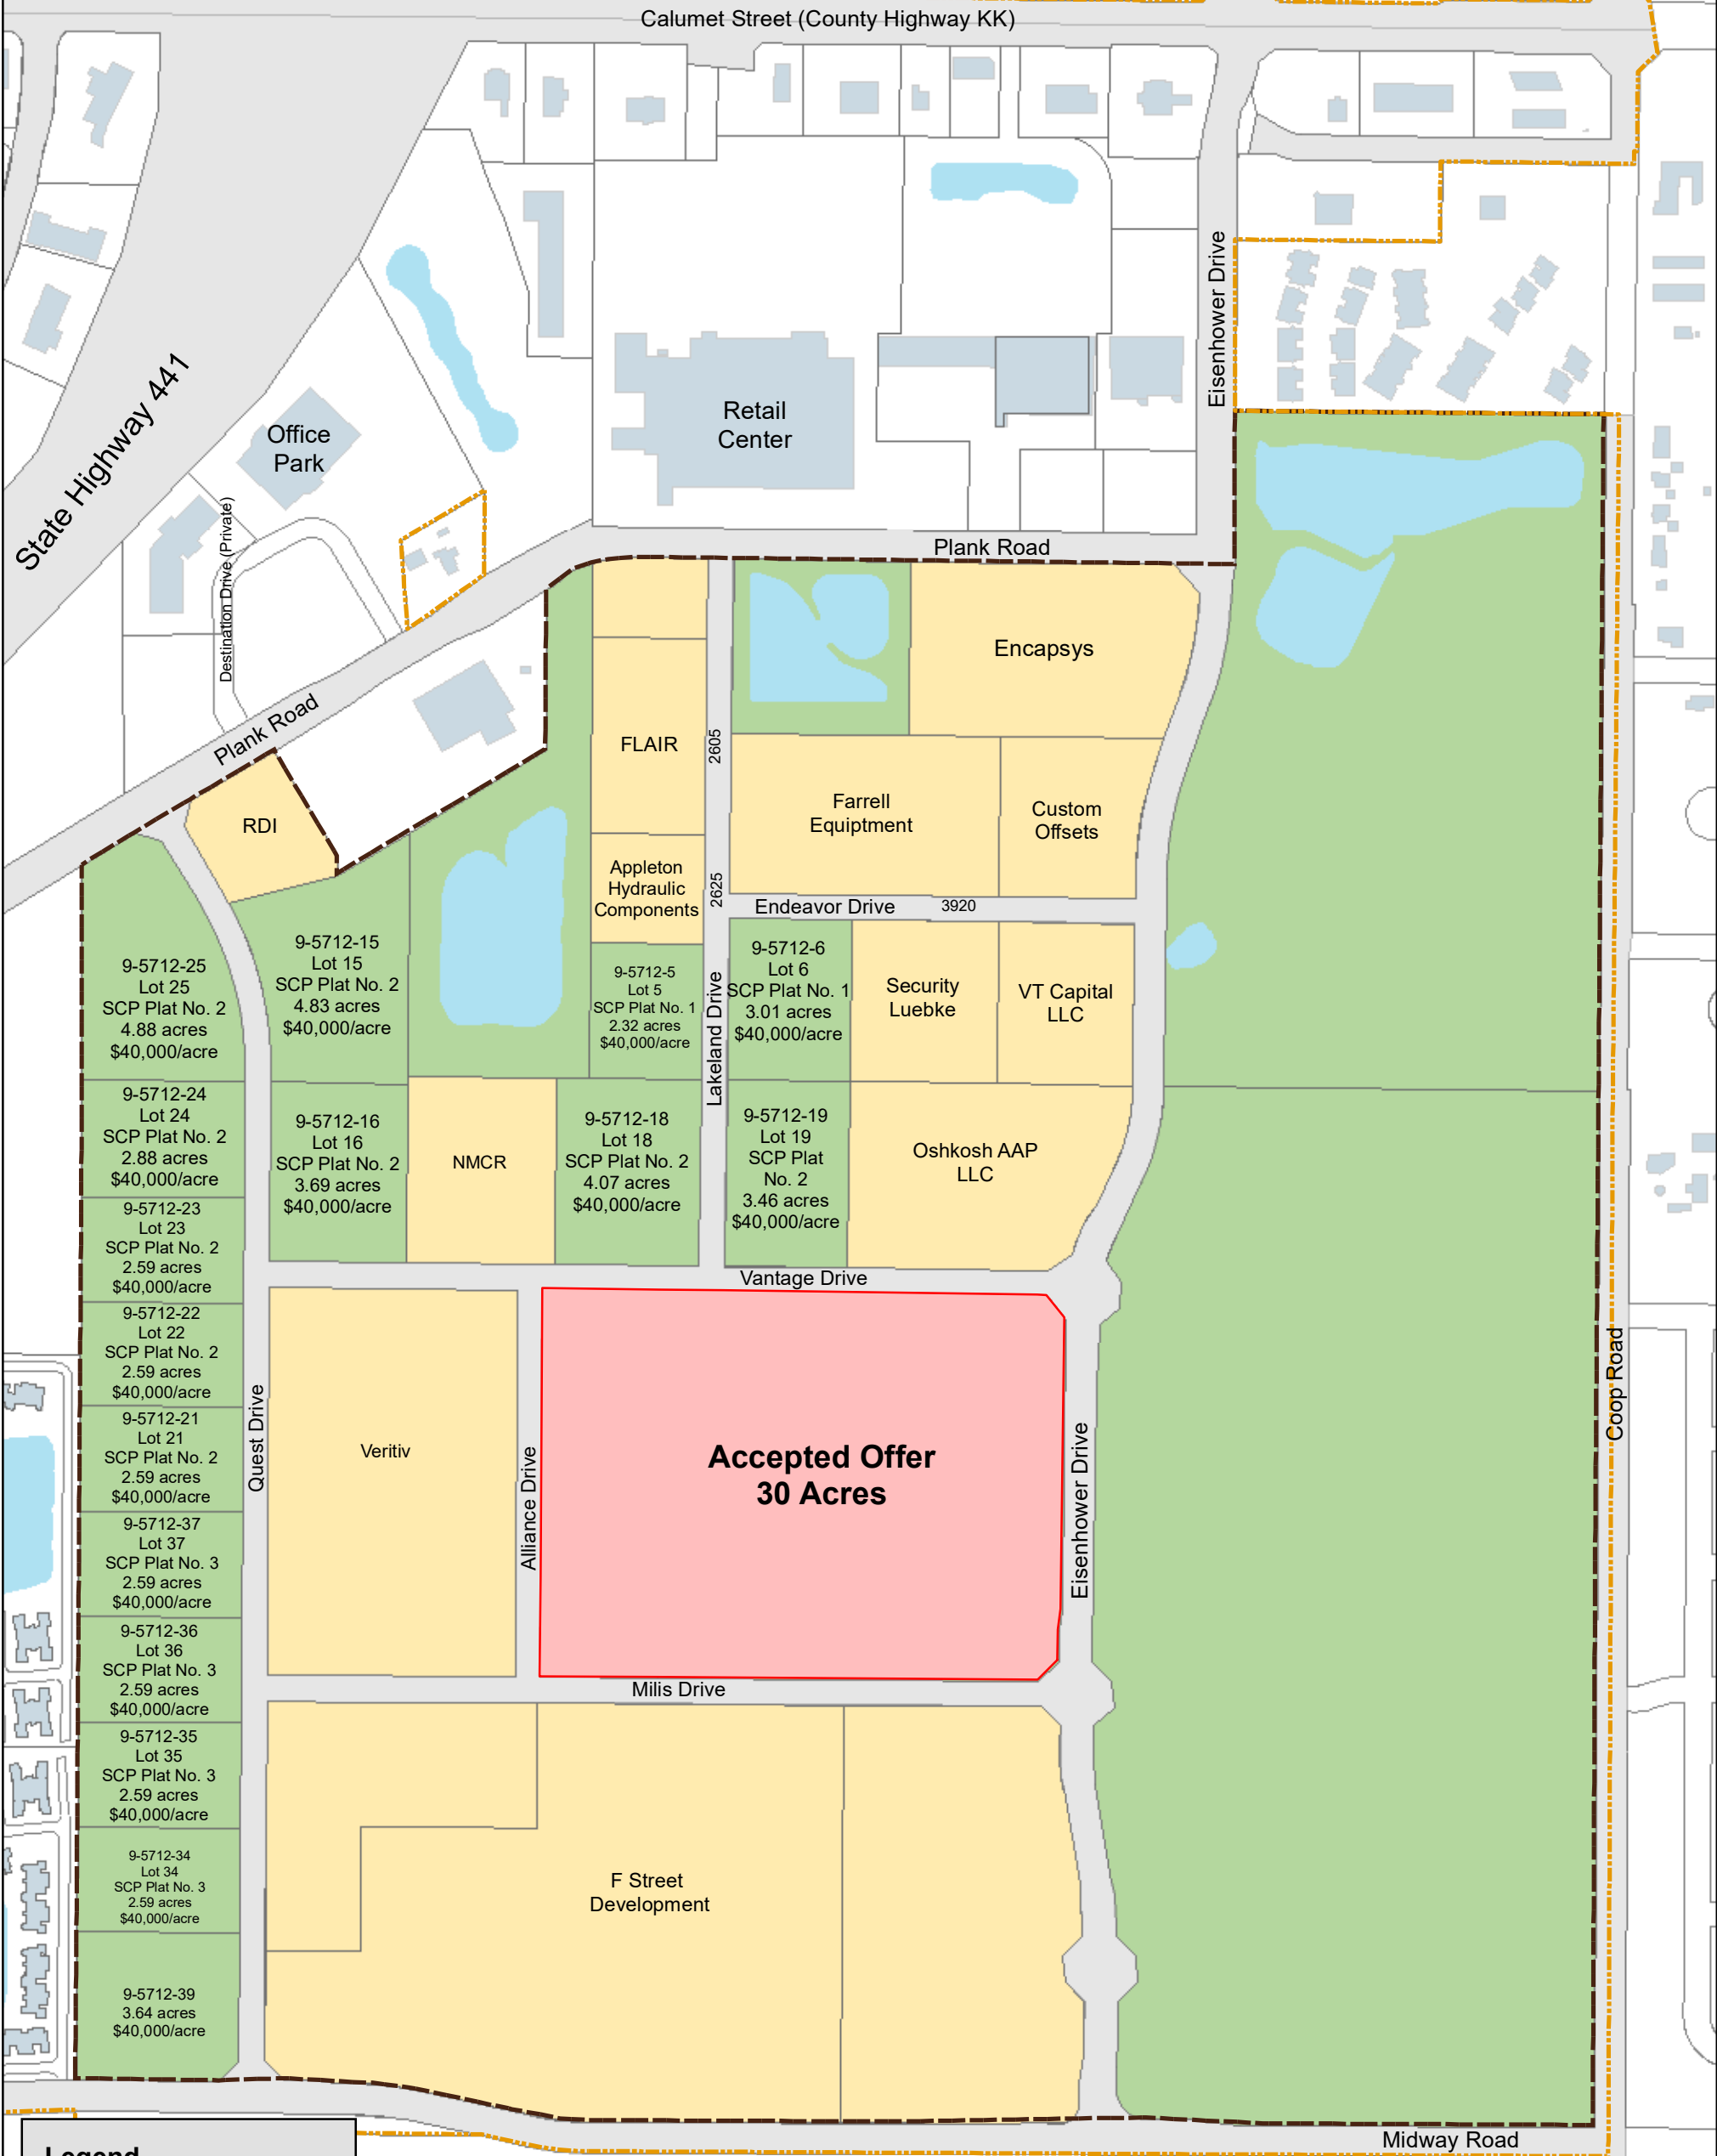 Calumet Street (County Highway KK)
Eisenhower Drive
State Highway 441
Office
Park
Retail
Center
Destination Drive (Private)
Plank Road
Plank Road
Encapsys
FLAIR
2605
RDI
Farrell
Equiptment
Custom
Offsets
Appleton
Hydraulic
Components
2625
Endeavor Drive
3920
9-5712-25
Lot 25
SCP Plat No. 2
4.88 acres
$40,000/acre
9-5712-15
Lot 15
SCP Plat No. 2
4.83 acres
$40,000/acre
9-5712-5
Lot 5
SCP Plat No. 1
2.32 acres
$40,000/acre
Lakeland Drive
9-5712-6
Lot 6
SCP Plat No. 1
3.01 acres
$40,000/acre
Security
Luebke
VT Capital
LLC
9-5712-24
Lot 24
SCP Plat No. 2
2.88 acres
$40,000/acre
9-5712-16
Lot 16
SCP Plat No. 2
3.69 acres
$40,000/acre
NMCR
9-5712-18
Lot 18
SCP Plat No. 2
4.07 acres
$40,000/acre
9-5712-19
Lot 19
SCP Plat
No. 2
3.46 acres
$40,000/acre
Oshkosh AAP
LLC
9-5712-23
Lot 23
SCP Plat No. 2
2.59 acres
$40,000/acre
Vantage Drive
9-5712-22
Lot 22
SCP Plat No. 2
2.59 acres
$40,000/acre
9-5712-21
Lot 21
SCP Plat No. 2
2.59 acres
$40,000/acre
Quest Drive
Veritiv
Alliance Drive
Accepted Offer
30 Acres
Eisenhower Drive
Coop Road
9-5712-37
Lot 37
SCP Plat No. 3
2.59 acres
$40,000/acre
9-5712-36
Lot 36
SCP Plat No. 3
2.59 acres
$40,000/acre
Milis Drive
9-5712-35
Lot 35
SCP Plat No. 3
2.59 acres
$40,000/acre
9-5712-34
Lot 34
SCP Plat No. 3
2.59 acres
$40,000/acre
F Street
Development
9-5712-39
3.64 acres
$40,000/acre
Midway Road
Legend